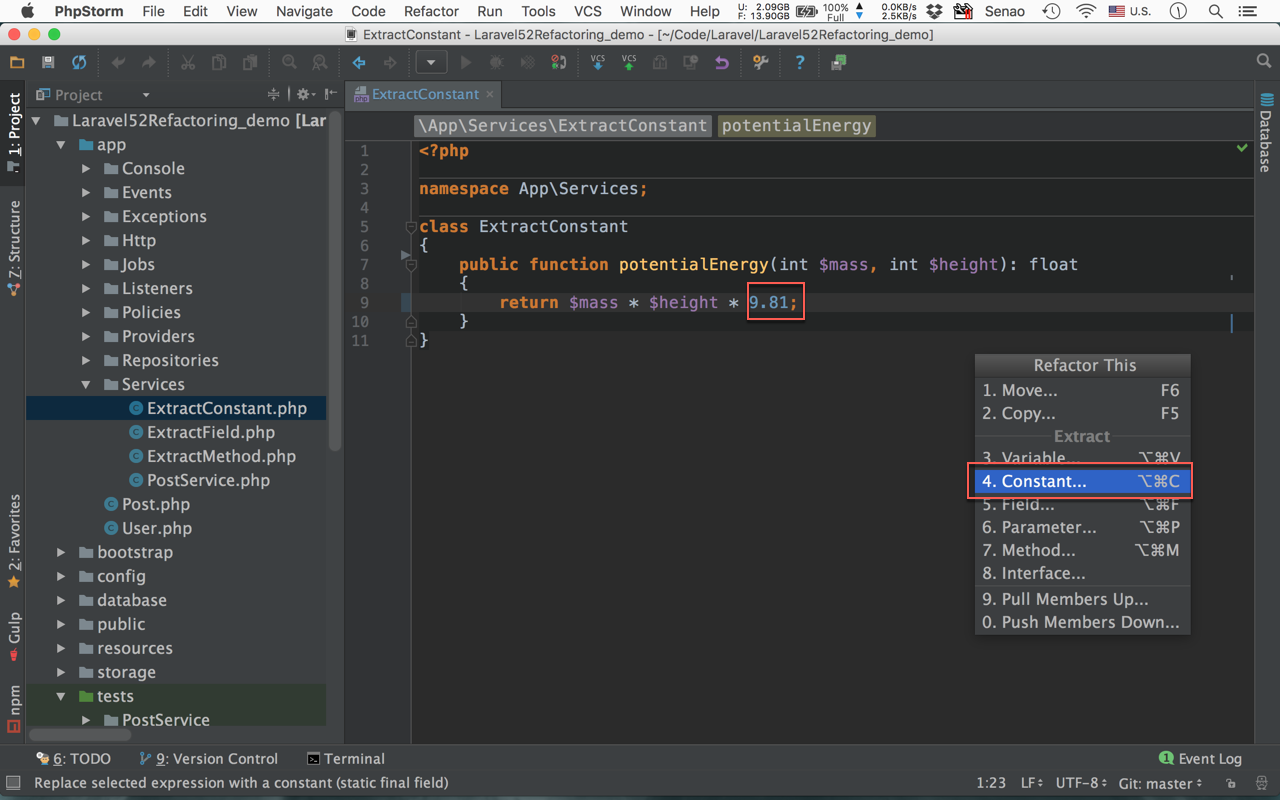 PhpStorm File Edit View Navigate Code Refactor Run Tools VCS Window Help U: 2.09GB F: 13.90GB 100% Full 0.0KB/s 2.5KB/s Senao U.S.
ExtractConstant - Laravel52Refactoring_demo - [~/Code/Laravel/Laravel52Refactoring_demo]
VCS VCS ?
Project
ExtractConstant ×
1: Project
7: Structure
2: Favorites
Gulp
npm
Laravel52Refactoring_demo [Lar
app
Console
Events
Exceptions
Http
Jobs
Listeners
Policies
Providers
Repositories
Services
ExtractConstant.php
ExtractField.php
ExtractMethod.php
PostService.php
Post.php
User.php
bootstrap
config
database
public
resources
storage
tests
PostService
\App\Services\ExtractConstant potentialEnergy
1 <?php
2
3 namespace App\Services;
4
5 class ExtractConstant
6 {
7 public function potentialEnergy(int $mass, int $height): float
8 {
9 return $mass * $height * 9.81;
10 }
11 }
Refactor This
1. Move... F6
2. Copy... F5
Extract
3. Variable... ⌥⌘V
4. Constant... ⌥⌘C
5. Field... ⌥⌘F
6. Parameter... ⌥⌘P
7. Method... ⌥⌘M
8. Interface...
9. Pull Members Up...
0. Push Members Down...
Database
6: TODO 9: Version Control Terminal 1 Event Log
Replace selected expression with a constant (static final field) 1:23 LF UTF-8 Git: master